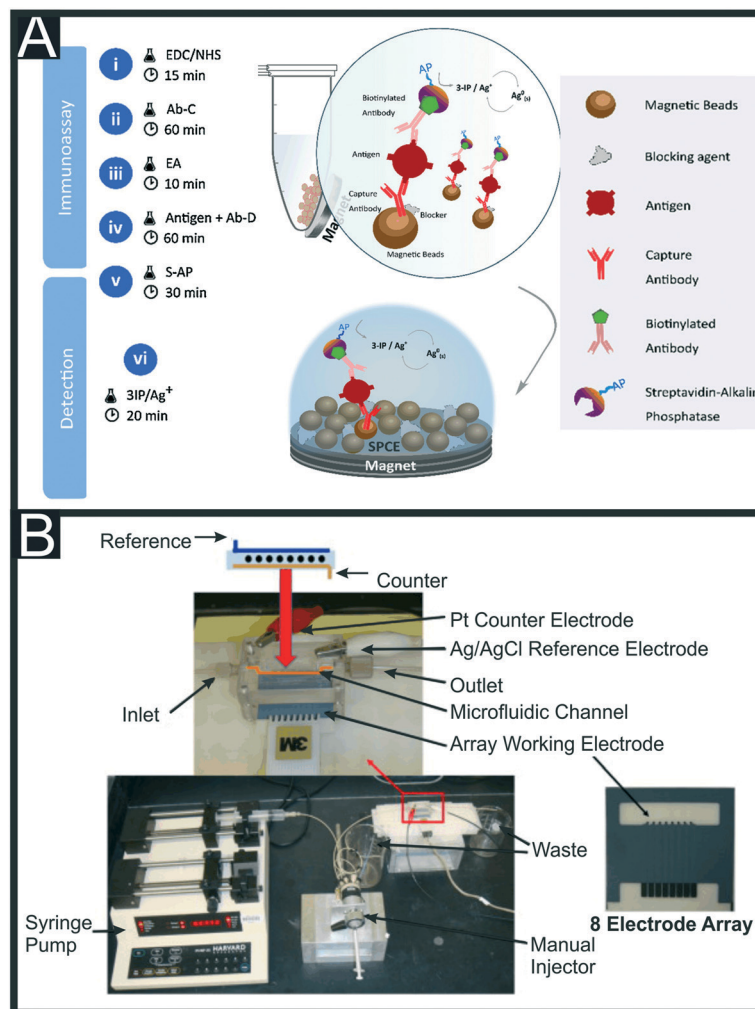 A
Immunoassay
i
EDC/NHS
15 min
ii
Ab-C
60 min
iii
EA
10 min
iv
Antigen + Ab-D
60 min
v
S-AP
30 min
Detection
vi
3IP/Ag+
20 min
Magnet
AP
3-IP / Ag+
Ag0(s)
Biotinylated
Antibody
Antigen
Capture
Antibody
Blocker
Magnetic Beads
AP
3-IP / Ag+
Ag0(s)
SPCE
Magnet
Magnetic Beads
Blocking agent
Antigen
Capture
Antibody
Biotinylated
Antibody
AP
Streptavidin-Alkalin
Phosphatase
B
Reference
Counter
Pt Counter Electrode
Ag/AgCl Reference Electrode
Outlet
Inlet
Microfluidic Channel
Array Working Electrode
3M
Waste
8 Electrode Array
Syringe
Pump
HARVARD
Manual
Injector